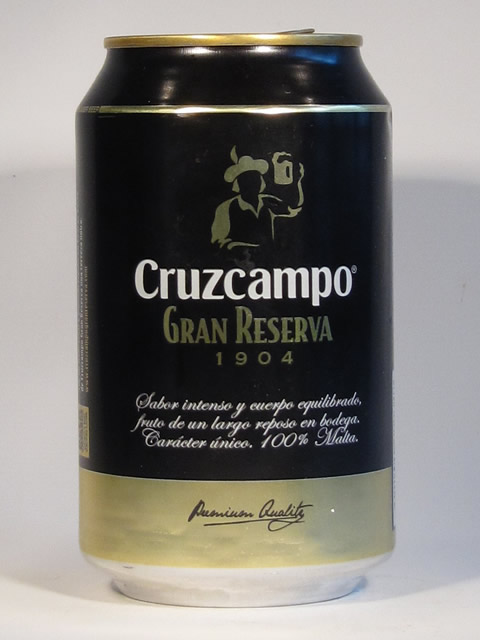 Cruzcampo®
GRAN RESERVA
1904
Sabor intenso y cuerpo equilibrado,
fruto de un largo reposo en bodega.
Carácter único. 100% Malta.
Premium Quality